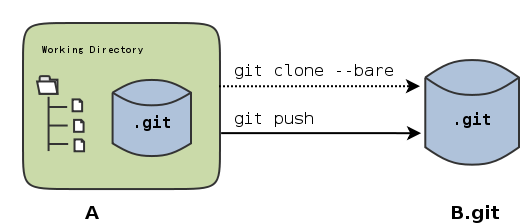 Working Directory
git clone --bare
git push
.git
.git
A
B.git